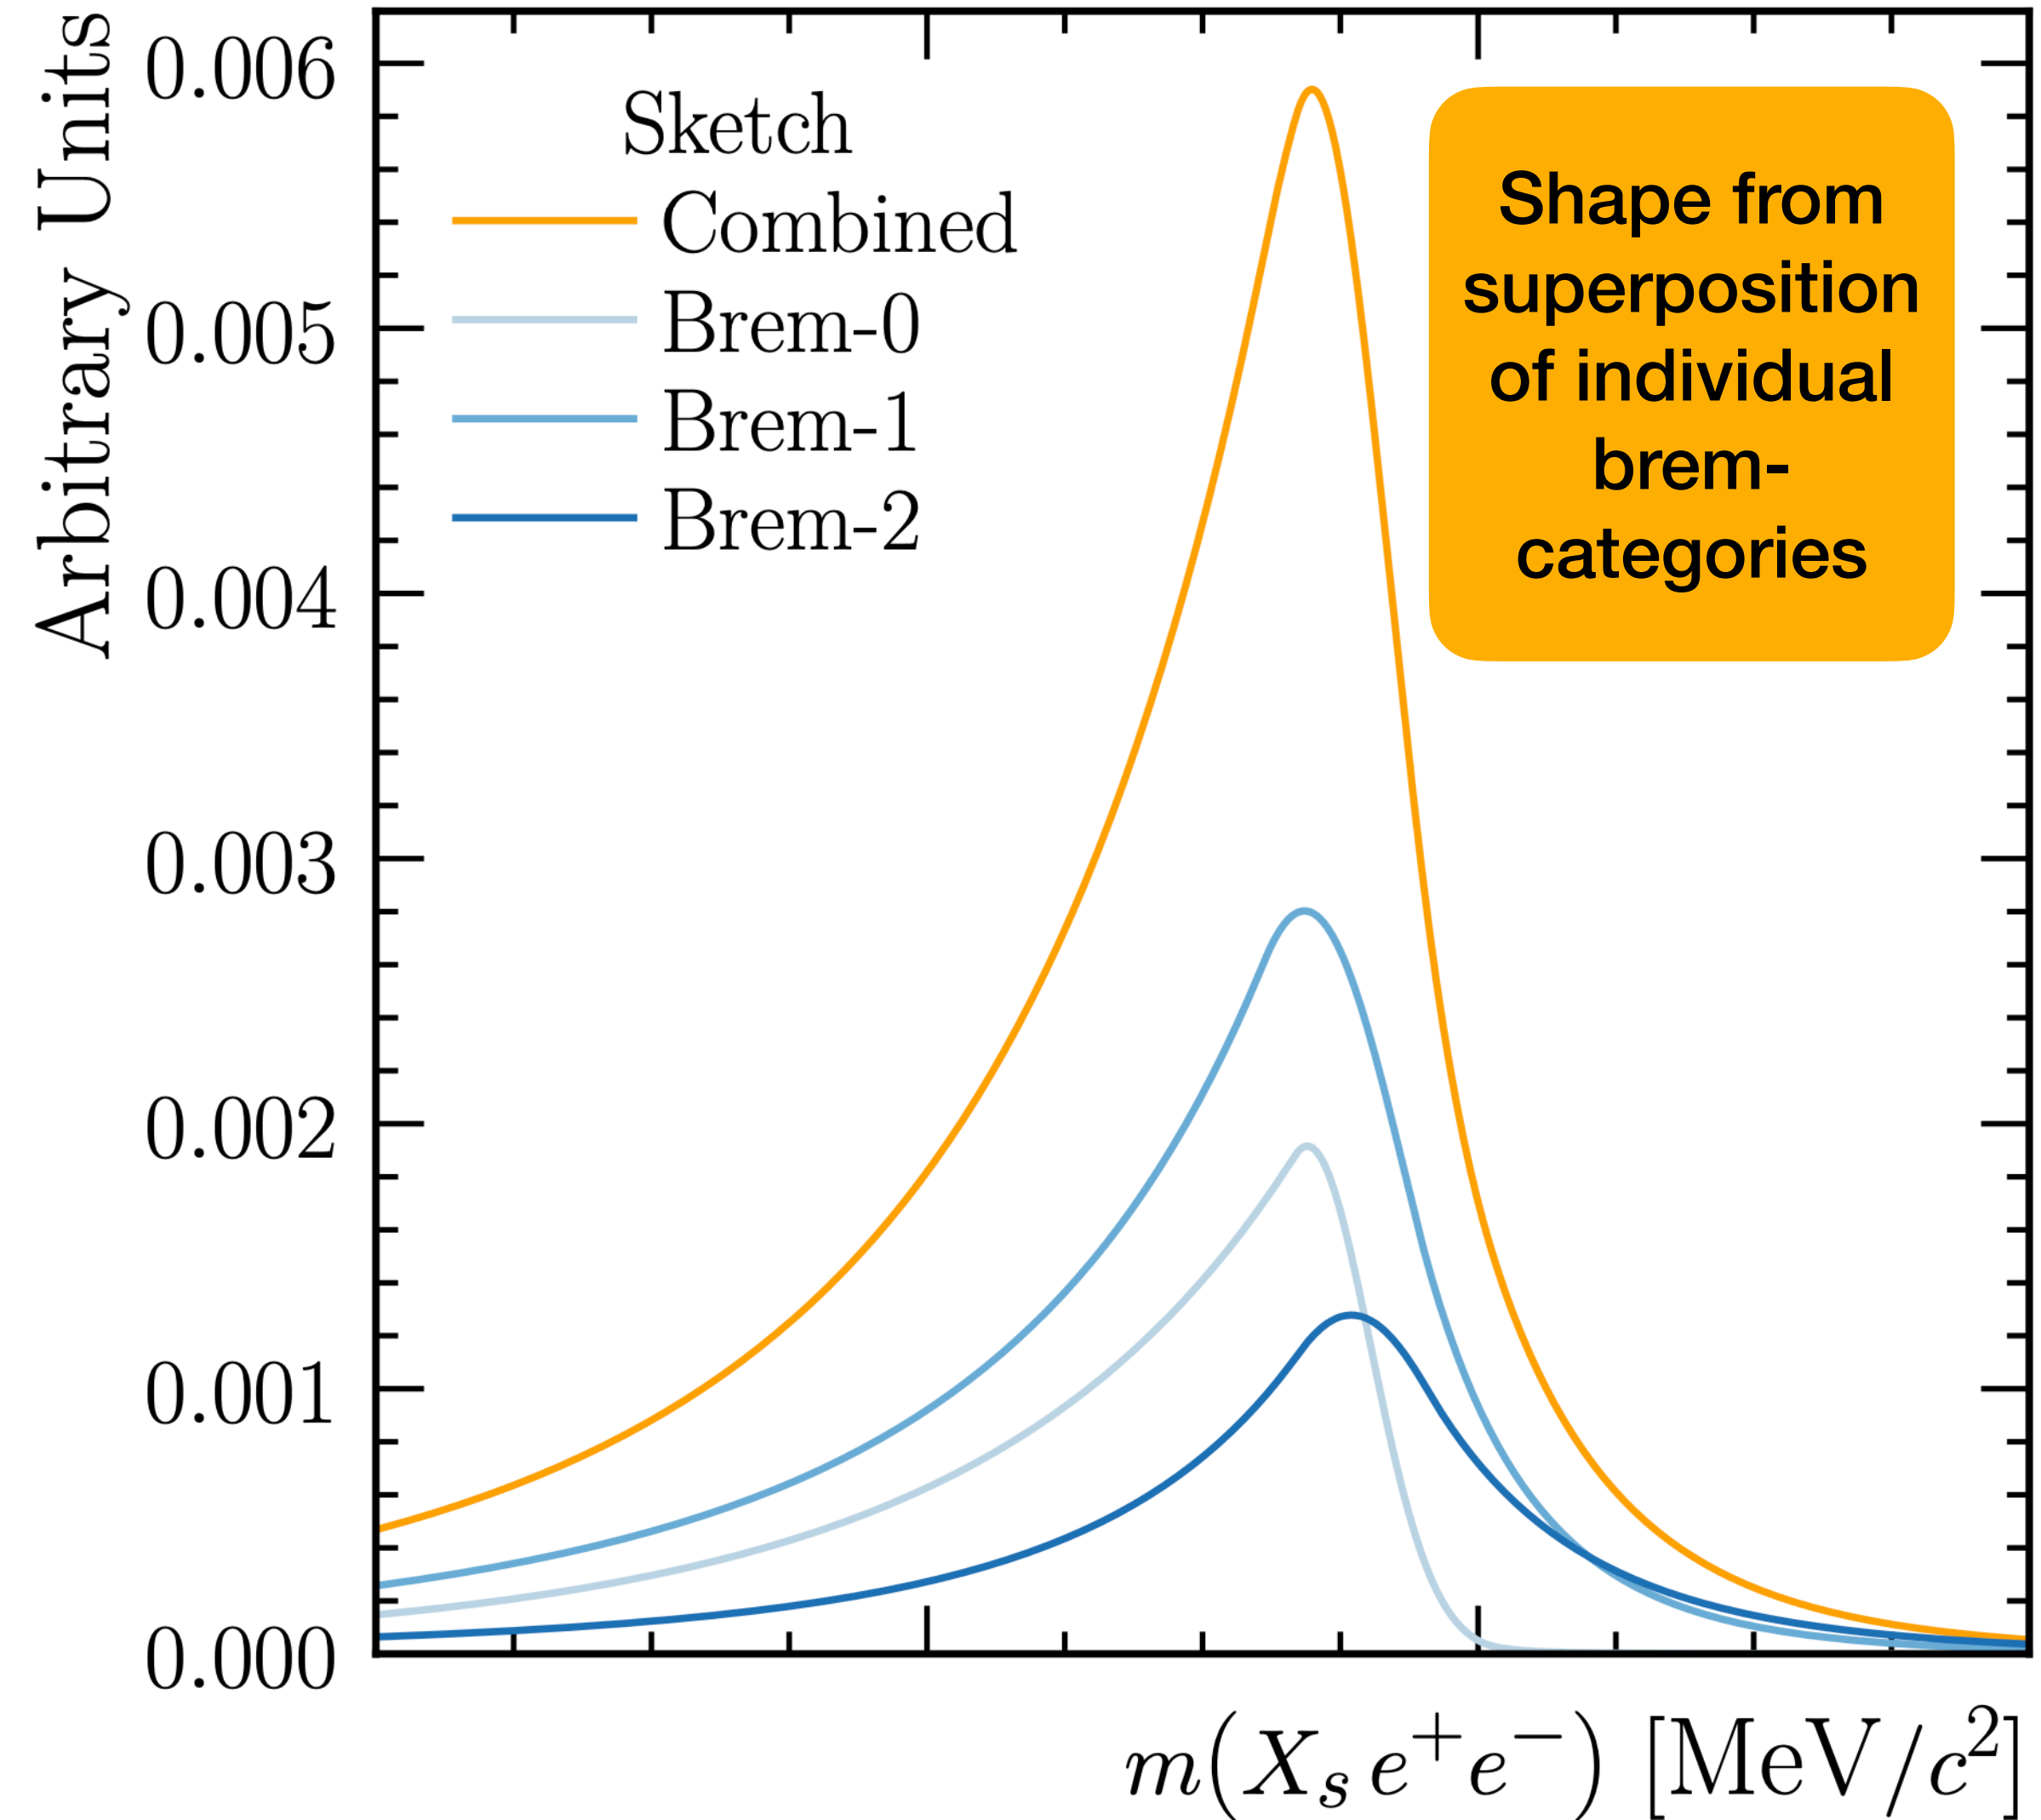 Arbitrary Units
0.006
0.005
0.004
0.003
0.002
0.001
0.000
Sketch
Combined
Brem-0
Brem-1
Brem-2
Shape from
superposition
of individual
brem-
categories
m(X_s e^+ e^-) [MeV/c^2]